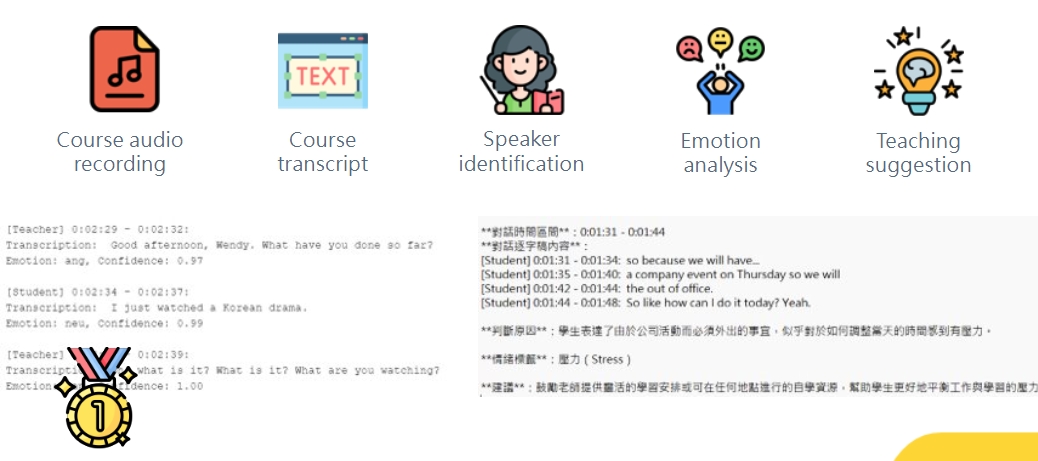 TEXT
Course audio
recording
Course
transcript
Speaker
identification
Emotion
analysis
Teaching
suggestion
[Teacher] 0:02:29 - 0:02:32:
Transcription: Good afternoon, Wendy. What have you done so far?
Emotion: ang, Confidence: 0.97
[Student] 0:02:34 - 0:02:37:
Transcription: I just watched a Korean drama.
Emotion: neu, Confidence: 0.99
[Teacher] 0:02:39:
what is it? What is it? What are you watching?
Emotion 1.00
1
**對話時間區間**：0:01:31 - 0:01:44
**對話逐字稿內容**：
[Student] 0:01:31 - 0:01:34: so because we will have...
[Student] 0:01:35 - 0:01:40: a company event on Thursday so we will
[Student] 0:01:42 - 0:01:44: the out of office.
[Student] 0:01:44 - 0:01:48: So like how can I do it today? Yeah.
**判斷原因**：學生表達了由於公司活動而必須外出的事宜，似乎對於如何調整當天的時間感到有壓力。
**情緒標籤**：壓力（Stress）
**建議**：鼓勵老師提供靈活的學習安排或可在任何地點進行的自學資源，幫助學生更好地平衡工作與學習的壓力